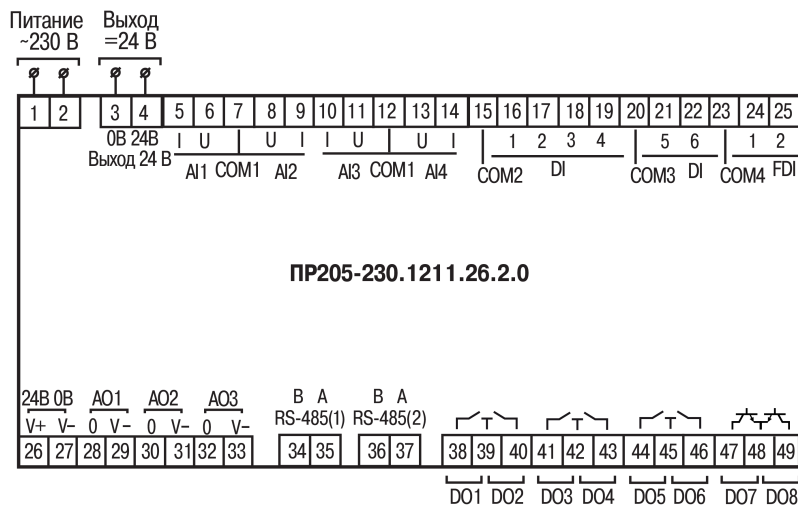 Питание Выход
~230 В =24 В
1 2 3 4 5 6 7 8 9 10 11 12 13 14 15 16 17 18 19 20 21 22 23 24 25
0В 24В I U U I I U U I 1 2 3 4 5 6 1 2
Выход 24 В AI1 COM1 AI2 AI3 COM1 AI4 COM2 DI COM3 DI COM4 FDI
ПР205-230.1211.26.2.0
24В 0В AO1 AO2 AO3 B A B A
V+ V– 0 V– 0 V– 0 V– RS-485(1) RS-485(2)
26 27 28 29 30 31 32 33 34 35 36 37 38 39 40 41 42 43 44 45 46 47 48 49
DO1 DO2 DO3 DO4 DO5 DO6 DO7 DO8